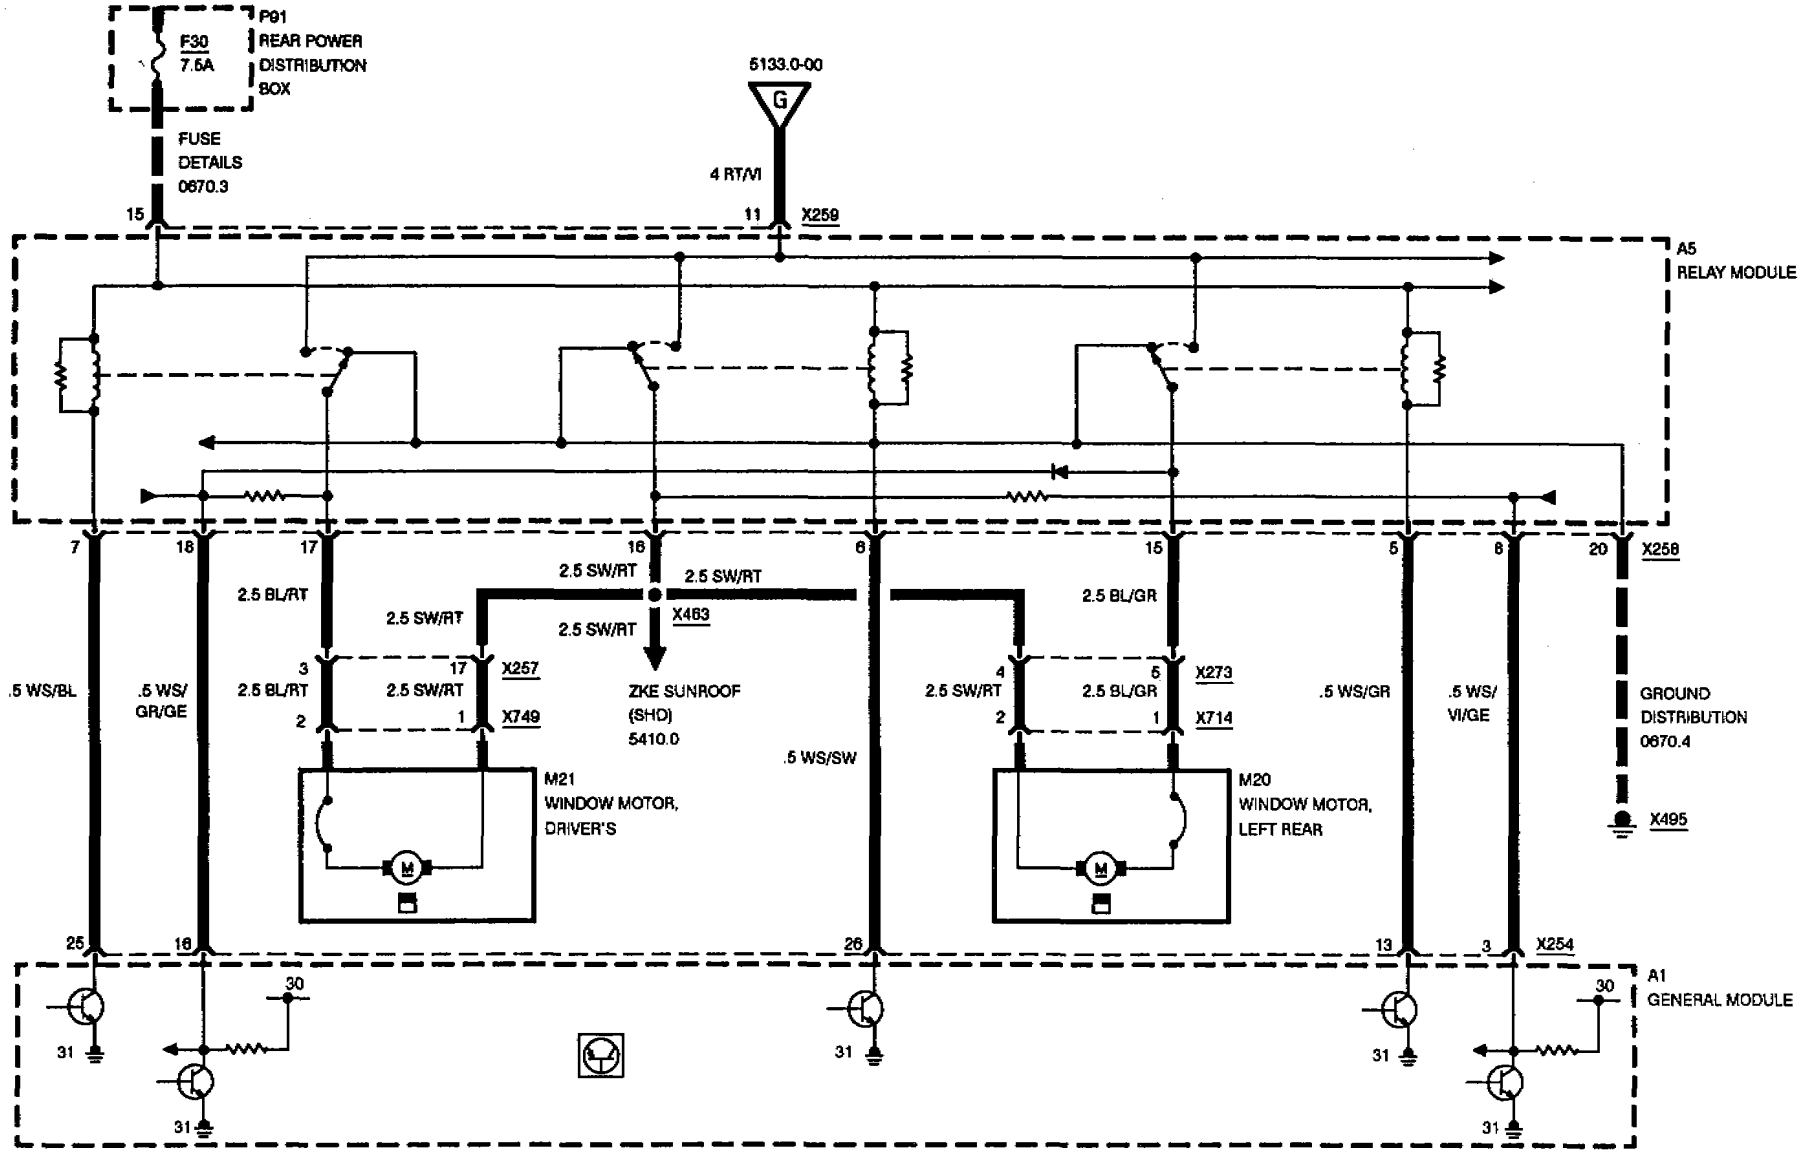 P91
REAR POWER
DISTRIBUTION
BOX
F30
7.5A
5133.0-00
G
FUSE
DETAILS
0670.3
4 RT/VI
15
11
X259
A5
RELAY MODULE
7
18
17
16
6
15
5
8
20
X258
2.5 SW/RT
2.5 SW/RT
2.5 BL/RT
2.5 BL/GR
2.5 SW/RT
X463
2.5 SW/RT
3
17
X257
4
5
X273
.5 WS/BL
.5 WS/
GR/GE
2.5 BL/RT
2.5 SW/RT
ZKE SUNROOF
(SHD)
5410.0
2.5 SW/RT
2.5 BL/GR
.5 WS/GR
.5 WS/
VI/GE
GROUND
DISTRIBUTION
0670.4
2
1
X749
2
1
X714
.5 WS/SW
M21
WINDOW MOTOR,
DRIVER'S
M
M20
WINDOW MOTOR,
LEFT REAR
M
X495
25
16
26
13
3
X254
A1
GENERAL MODULE
30
30
31
31
31
31
31